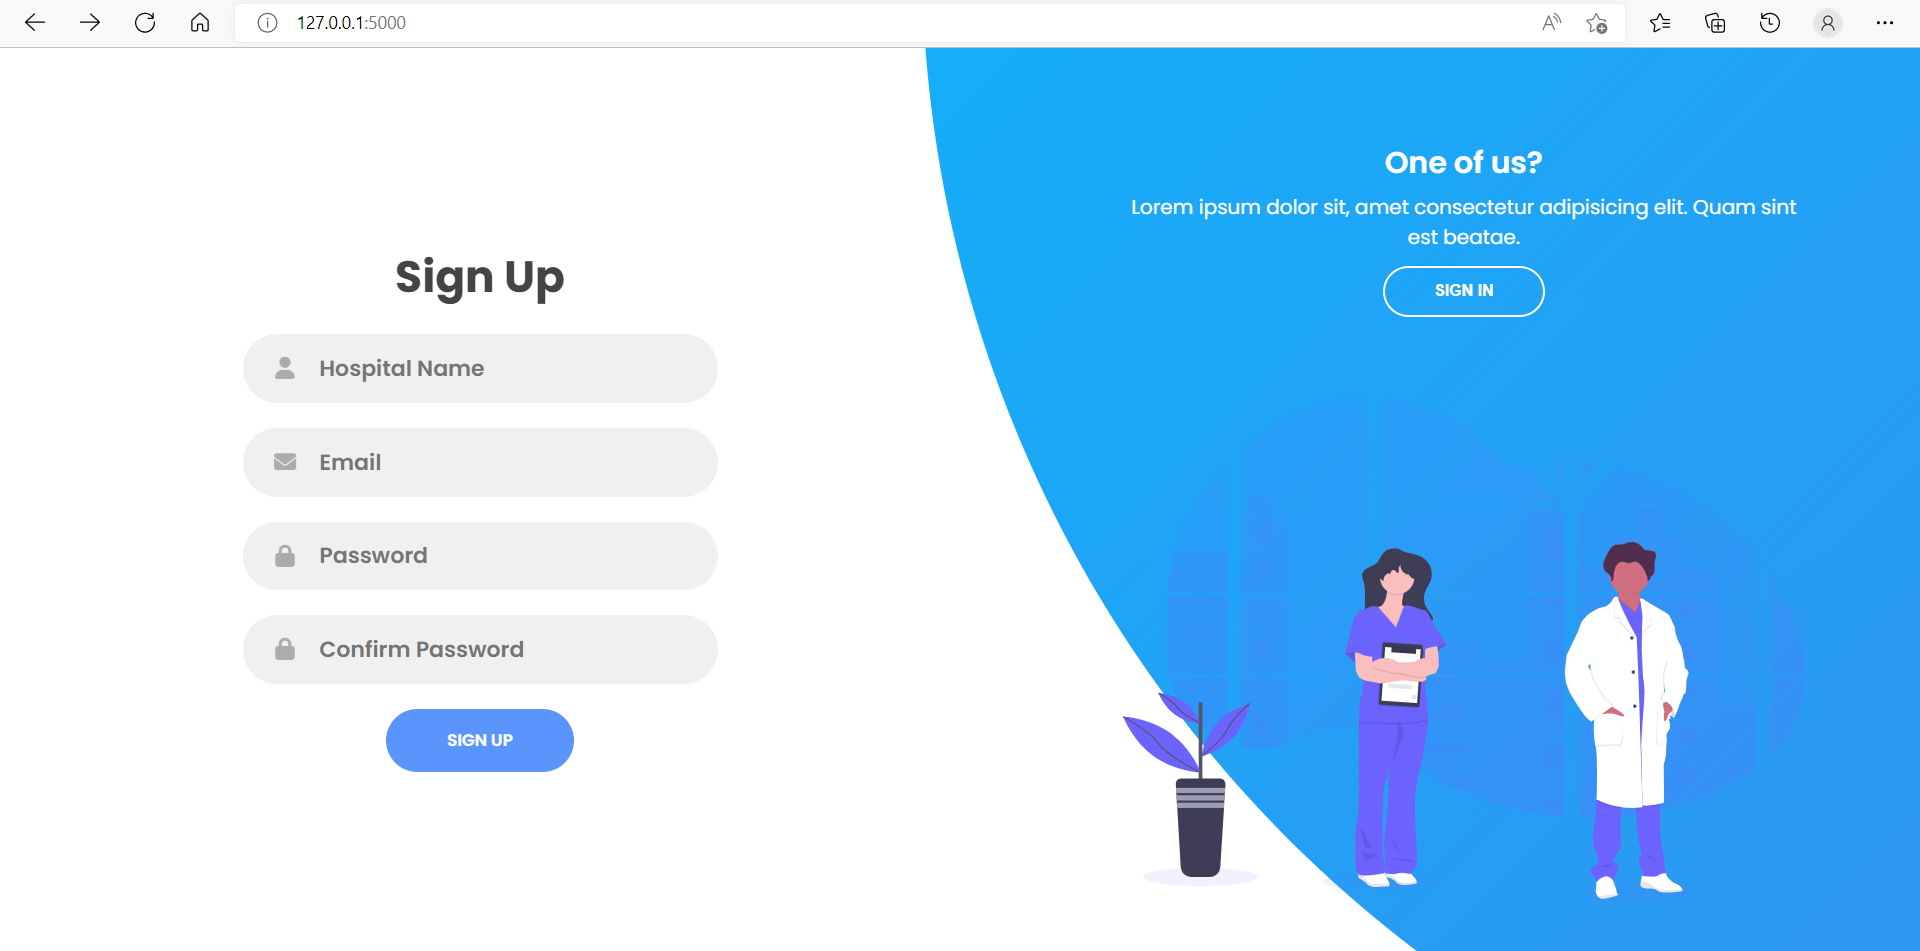 127.0.0.1:5000
One of us?
Lorem ipsum dolor sit, amet consectetur adipisicing elit. Quam sint
est beatae.
SIGN IN
Sign Up
Hospital Name
Email
Password
Confirm Password
SIGN UP